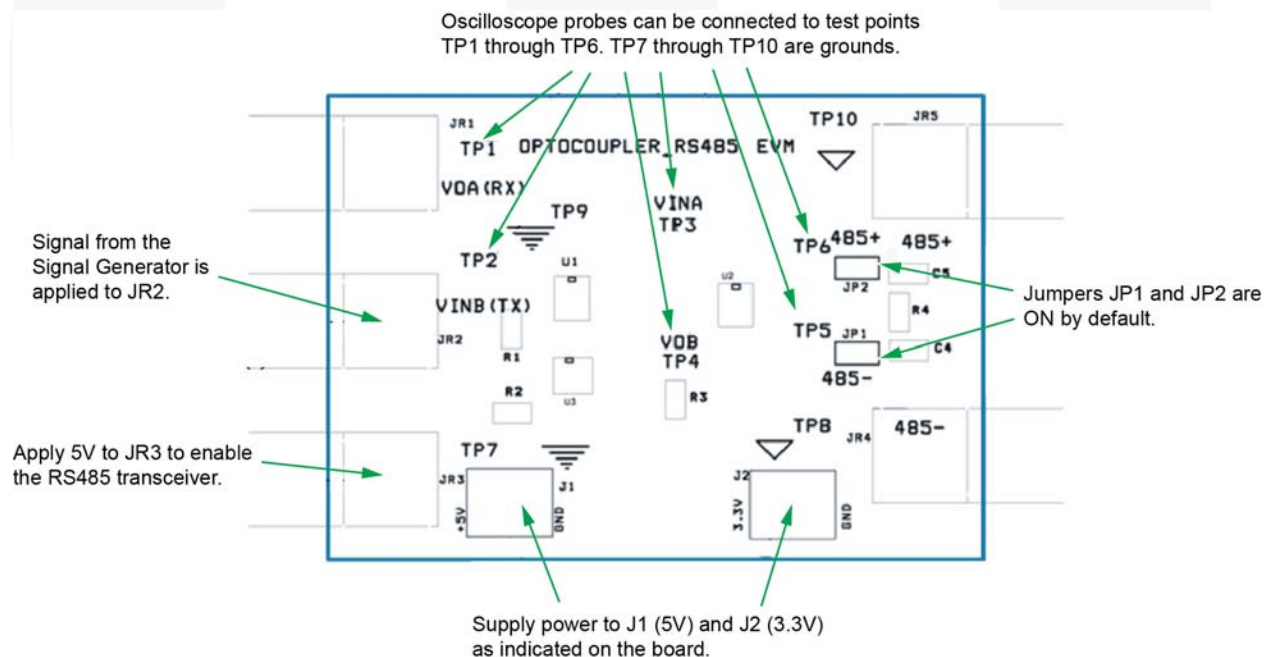 Oscilloscope probes can be connected to test points
TP1 through TP6. TP7 through TP10 are grounds.
JR1
TP1
OPTOCOUPLER_RS485 EVM
TP10
JR5
VOA(RX)
VINA
TP3
TP9
TP6
485+
485+
Signal from the
Signal Generator is
applied to JR2.
TP2
U1
U2
JP2
C5
Jumpers JP1 and JP2 are
ON by default.
VINB(TX)
JR2
R1
VOB
TP4
TP5
JP1
R4
C4
485-
R2
U3
R3
Apply 5V to JR3 to enable
the RS485 transceiver.
TP7
TP8
JR4
485-
JR3
J1
+5V
GND
J2
3.3V
GND
Supply power to J1 (5V) and J2 (3.3V)
as indicated on the board.